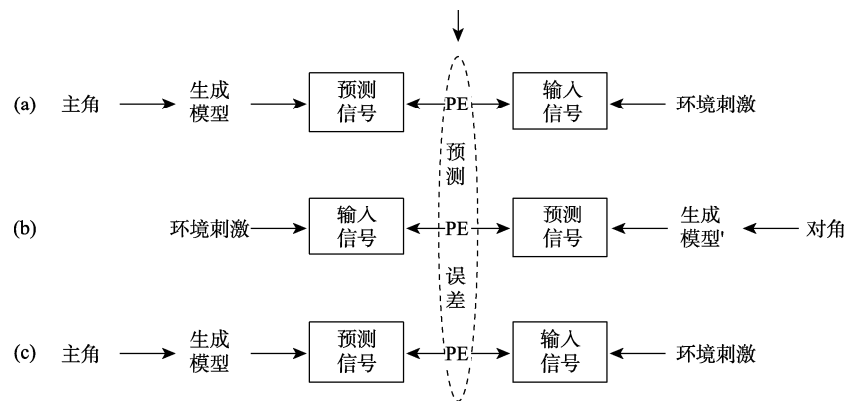 (a) 主角 生成 模型 预测 信号 PE 输入 信号 环境刺激
预
测
(b) 环境刺激 输入 信号 PE 预测 信号 生成 模型' 对角
误
差
(c) 主角 生成 模型 预测 信号 PE 输入 信号 环境刺激